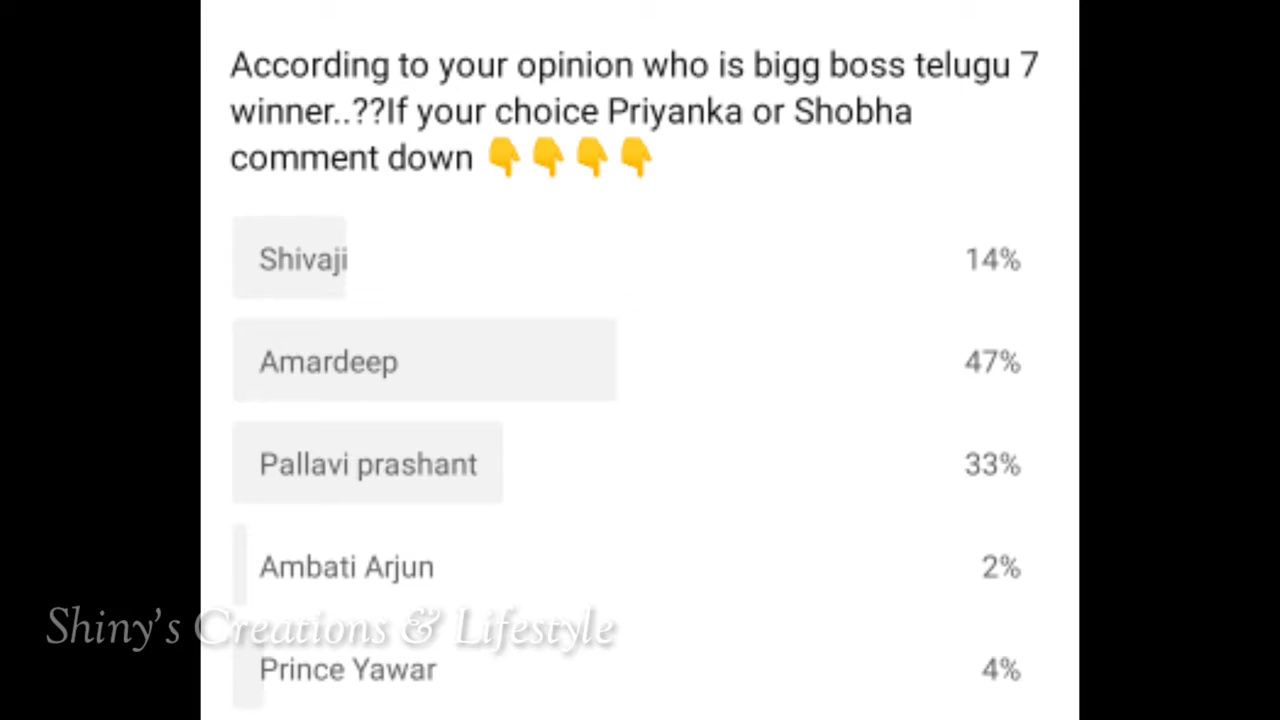 According to your opinion who is bigg boss telugu 7
winner..??If your choice Priyanka or Shobha
comment down 👇👇👇👇
Shivaji 14%
Amardeep 47%
Pallavi prashant 33%
Ambati Arjun 2%
Shiny's Creations & Lifestyle
Prince Yawar 4%